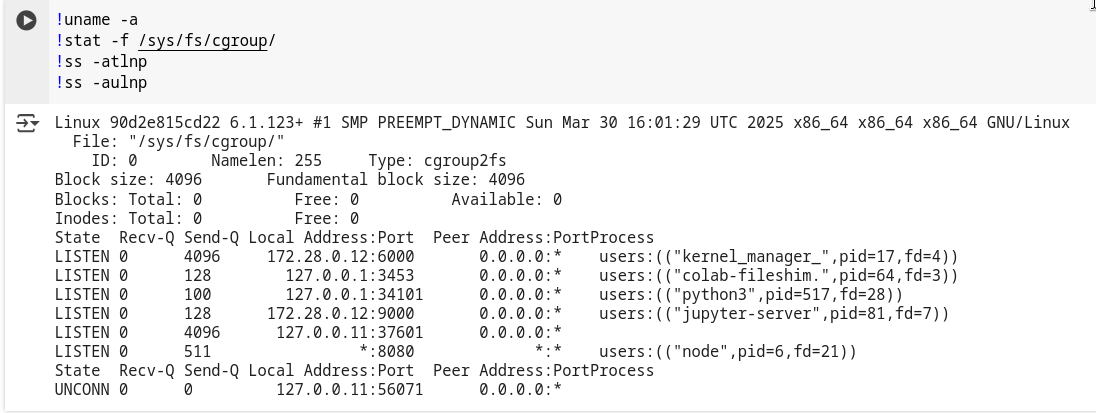 !uname -a
!stat -f /sys/fs/cgroup/
!ss -atlnp
!ss -aulnp
Linux 90d2e815cd22 6.1.123+ #1 SMP PREEMPT_DYNAMIC Sun Mar 30 16:01:29 UTC 2025 x86_64 x86_64 x86_64 GNU/Linux
  File: "/sys/fs/cgroup/"
    ID: 0        Namelen: 255     Type: cgroup2fs
Block size: 4096       Fundamental block size: 4096
Blocks: Total: 0          Free: 0          Available: 0
Inodes: Total: 0          Free: 0
State  Recv-Q Send-Q Local Address:Port  Peer Address:PortProcess
LISTEN 0      4096     172.28.0.12:6000       0.0.0.0:*    users:(("kernel_manager_",pid=17,fd=4))
LISTEN 0      128        127.0.0.1:3453       0.0.0.0:*    users:(("colab-fileshim.",pid=64,fd=3))
LISTEN 0      100        127.0.0.1:34101      0.0.0.0:*    users:(("python3",pid=517,fd=28))
LISTEN 0      128      172.28.0.12:9000       0.0.0.0:*    users:(("jupyter-server",pid=81,fd=7))
LISTEN 0      4096      127.0.0.11:37601      0.0.0.0:*
LISTEN 0      511                *:8080             *:*    users:(("node",pid=6,fd=21))
State  Recv-Q Send-Q Local Address:Port  Peer Address:PortProcess
UNCONN 0      0         127.0.0.11:56071      0.0.0.0:*